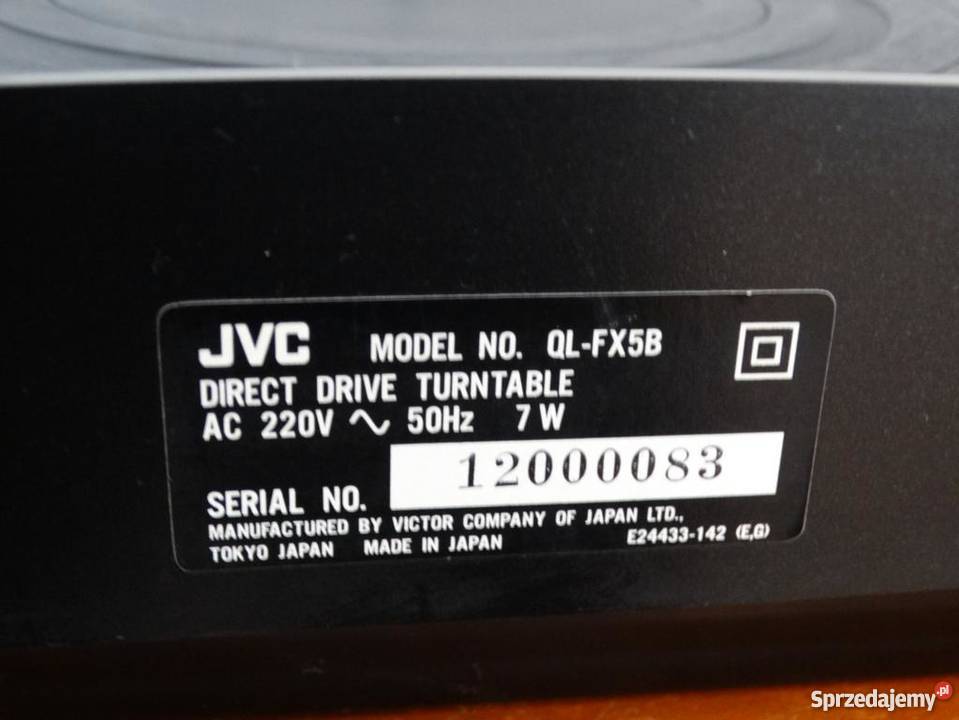 JVC MODEL NO. QL-FX5B
DIRECT DRIVE TURNTABLE
AC 220V ∿ 50Hz 7 W
SERIAL NO. 12000083
MANUFACTURED BY VICTOR COMPANY OF JAPAN LTD.,
TOKYO JAPAN MADE IN JAPAN E24433-142 (E,G)
Sprzedajemy.pl